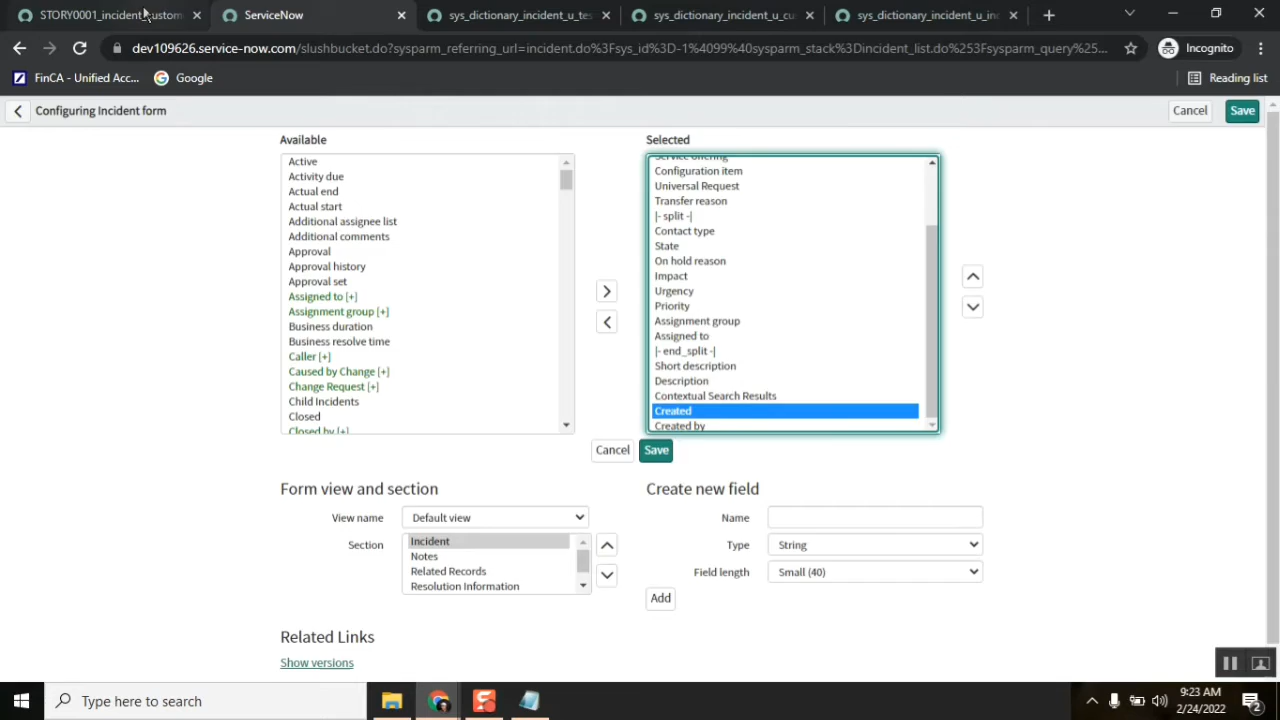 STORY0001_incident_custom
ServiceNow
sys_dictionary_incident_u_tes
sys_dictionary_incident_u_cu
sys_dictionary_incident_u_in
dev109626.service-now.com/slushbucket.do?sysparm_referring_url=incident.do%3Fsys_id%3D-1%4099%40sysparm_stack%3Dincident_list.do%253Fsysparm_query%25...
Incognito
FinCA - Unified Acc...
Google
Reading list
Configuring Incident form
Cancel
Save
Available
Selected
Active
Activity due
Actual end
Actual start
Additional assignee list
Additional comments
Approval
Approval history
Approval set
Assigned to [+]
Assignment group [+]
Business duration
Business resolve time
Caller [+]
Caused by Change [+]
Change Request [+]
Child Incidents
Closed
Closed by [+]
Service offering
Configuration item
Universal Request
Transfer reason
|- split -|
Contact type
State
On hold reason
Impact
Urgency
Priority
Assignment group
Assigned to
|- end_split -|
Short description
Description
Contextual Search Results
Created
Created by
Cancel
Save
Form view and section
View name
Default view
Section
Incident
Notes
Related Records
Resolution Information
Create new field
Name
Type
String
Field length
Small (40)
Add
Related Links
Show versions
Type here to search
9:23 AM
2/24/2022
2